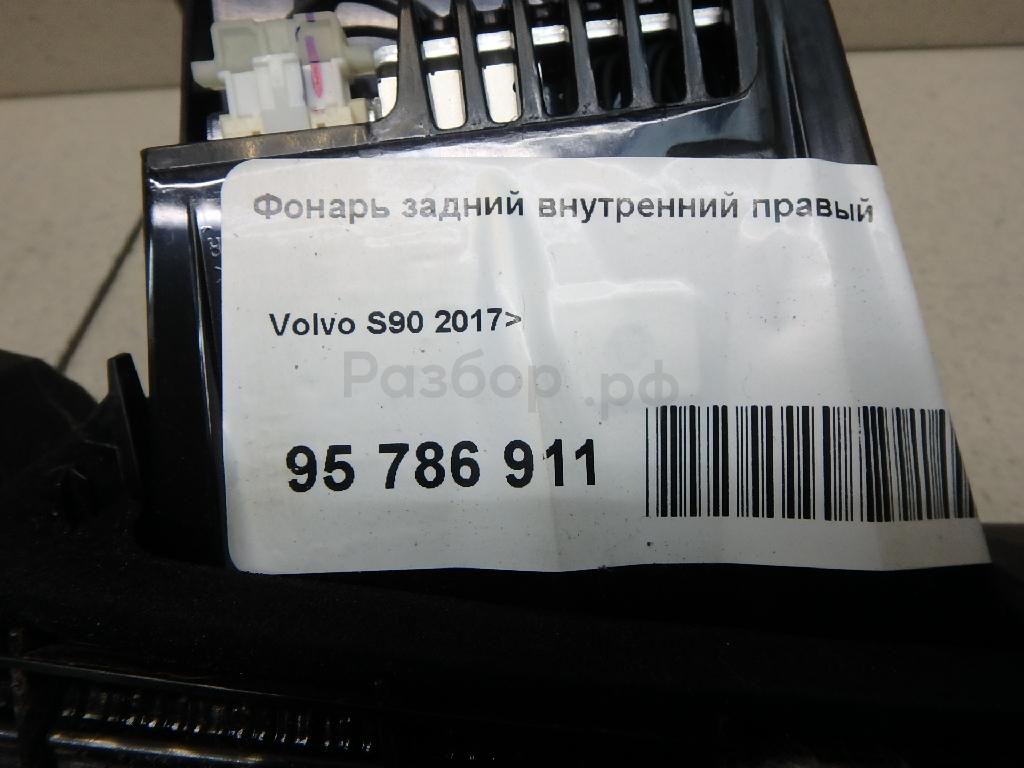 Фонарь задний внутренний правый
Volvo S90 2017>
Разбор.рф
95 786 911